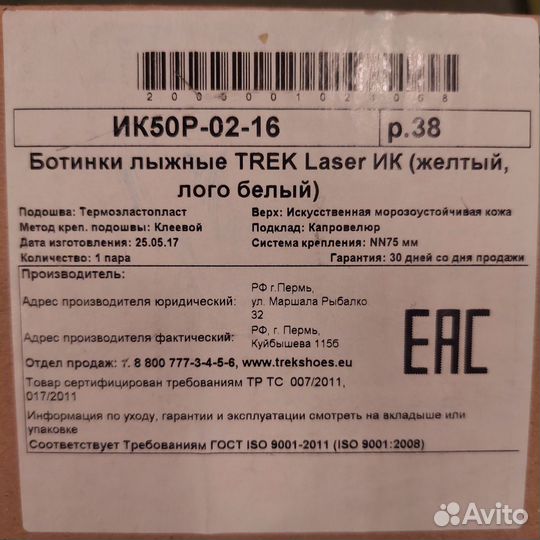 2000001021068
ИК50Р-02-16
р.38
Ботинки лыжные TREK Laser ИК (желтый,
лого белый)
Подошва: Термоэластопласт
Верх: Искусственная морозоустойчивая кожа
Метод креп. подошвы: Клеевой
Подклад: Капровелюр
Дата изготовления: 25.05.17
Система крепления: NN75 мм
Количество: 1 пара
Гарантия: 30 дней со дня продажи
Производитель:
РФ г.Пермь,
Адрес производителя юридический:
ул. Маршала Рыбалко
32
РФ, г. Пермь,
Адрес производителя фактический:
Куйбышева 115б
EAC
Отдел продаж: т. 8 800 777-3-4-5-6, www.trekshoes.eu
Товар сертифицирован требованиям ТР ТС 007/2011,
017/2011
Информация по уходу, гарантии и эксплуатации смотреть на вкладыше или
упаковке
Соответствует Требованиям ГОСТ ISO 9001-2011 (ISO 9001:2008)
Avito